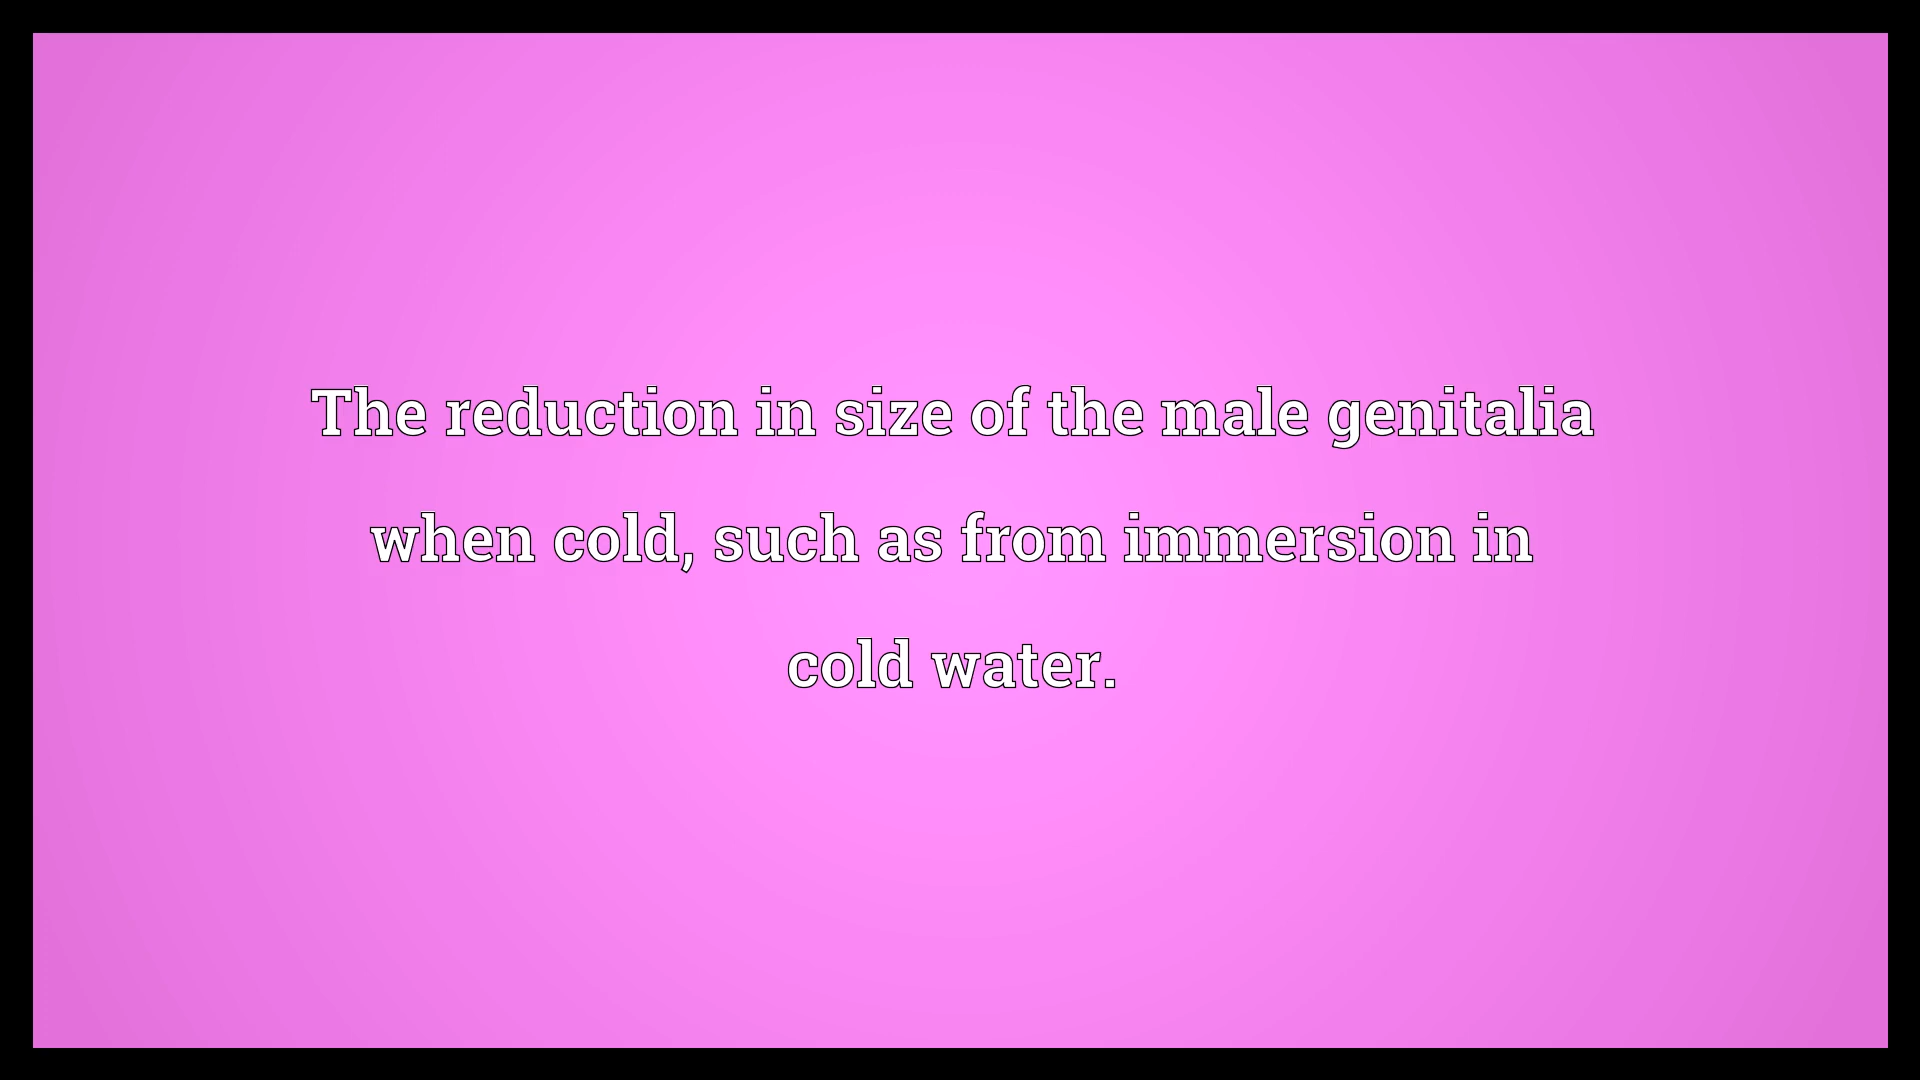 The reduction in size of the male genitalia
when cold, such as from immersion in
cold water.